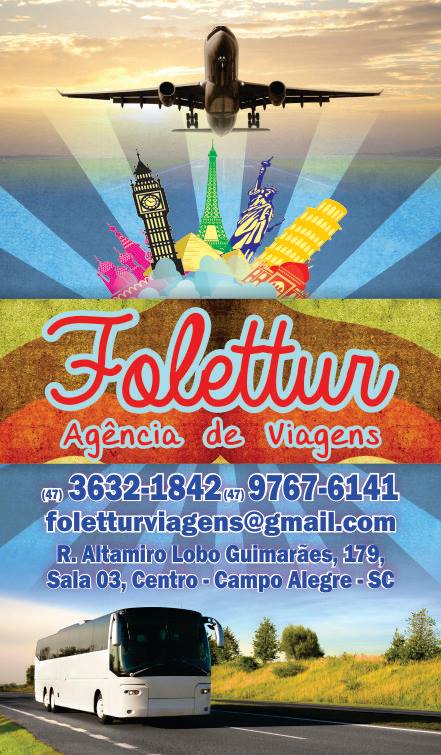 Folettur
Agência de Viagens
(47) 3632-1842 (47) 9767-6141
foletturviagens@gmail.com
R. Altamiro Lobo Guimarães, 179,
Sala 03, Centro - Campo Alegre - SC